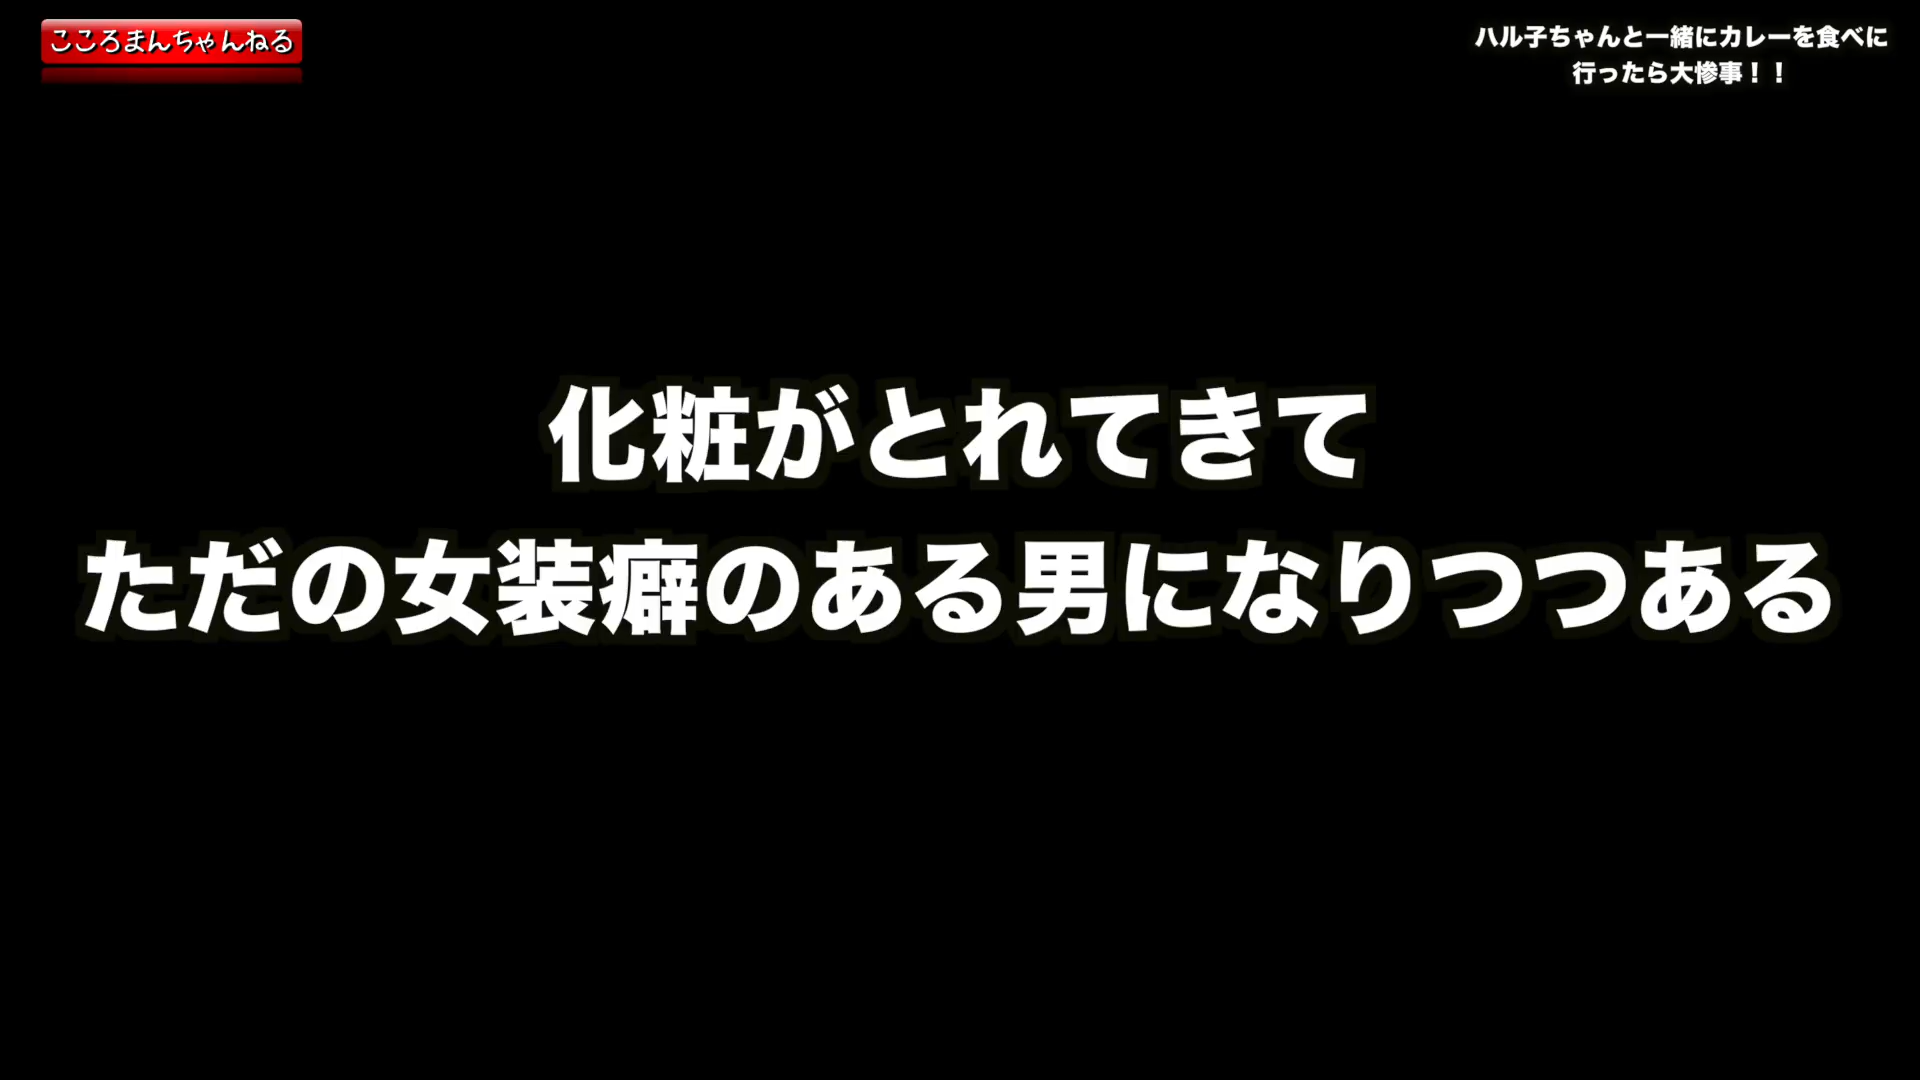 こころまんちゃんねる
ハル子ちゃんと一緒にカレーを食べに
行ったら大惨事！！
化粧がとれてきて
ただの女装癖のある男になりつつある